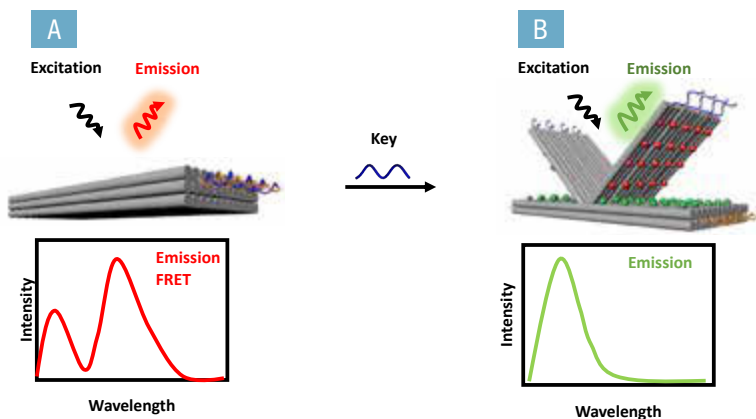 A
Excitation
Emission
Key
B
Excitation
Emission
Intensity
Emission
FRET
Wavelength
Intensity
Emission
Wavelength